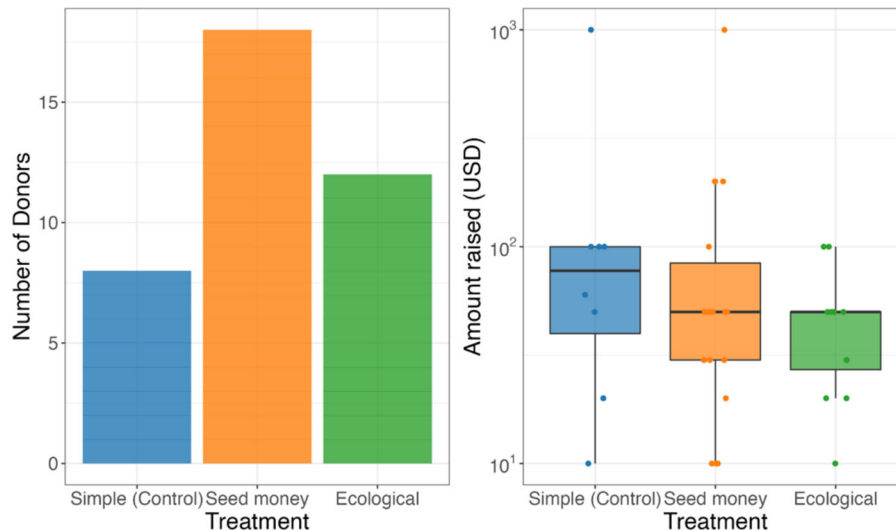 Number of Donors
15
10
5
0
Simple (Control) Seed money Ecological
Treatment
Amount raised (USD)
10³
10²
10¹
Simple (Control) Seed money Ecological
Treatment